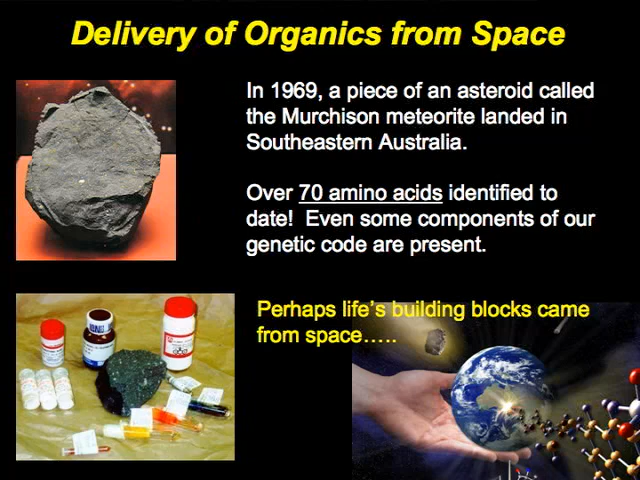 Delivery of Organics from Space
In 1969, a piece of an asteroid called
the Murchison meteorite landed in
Southeastern Australia.
Over 70 amino acids identified to
date!  Even some components of our
genetic code are present.
Perhaps life’s building blocks came
from space…..